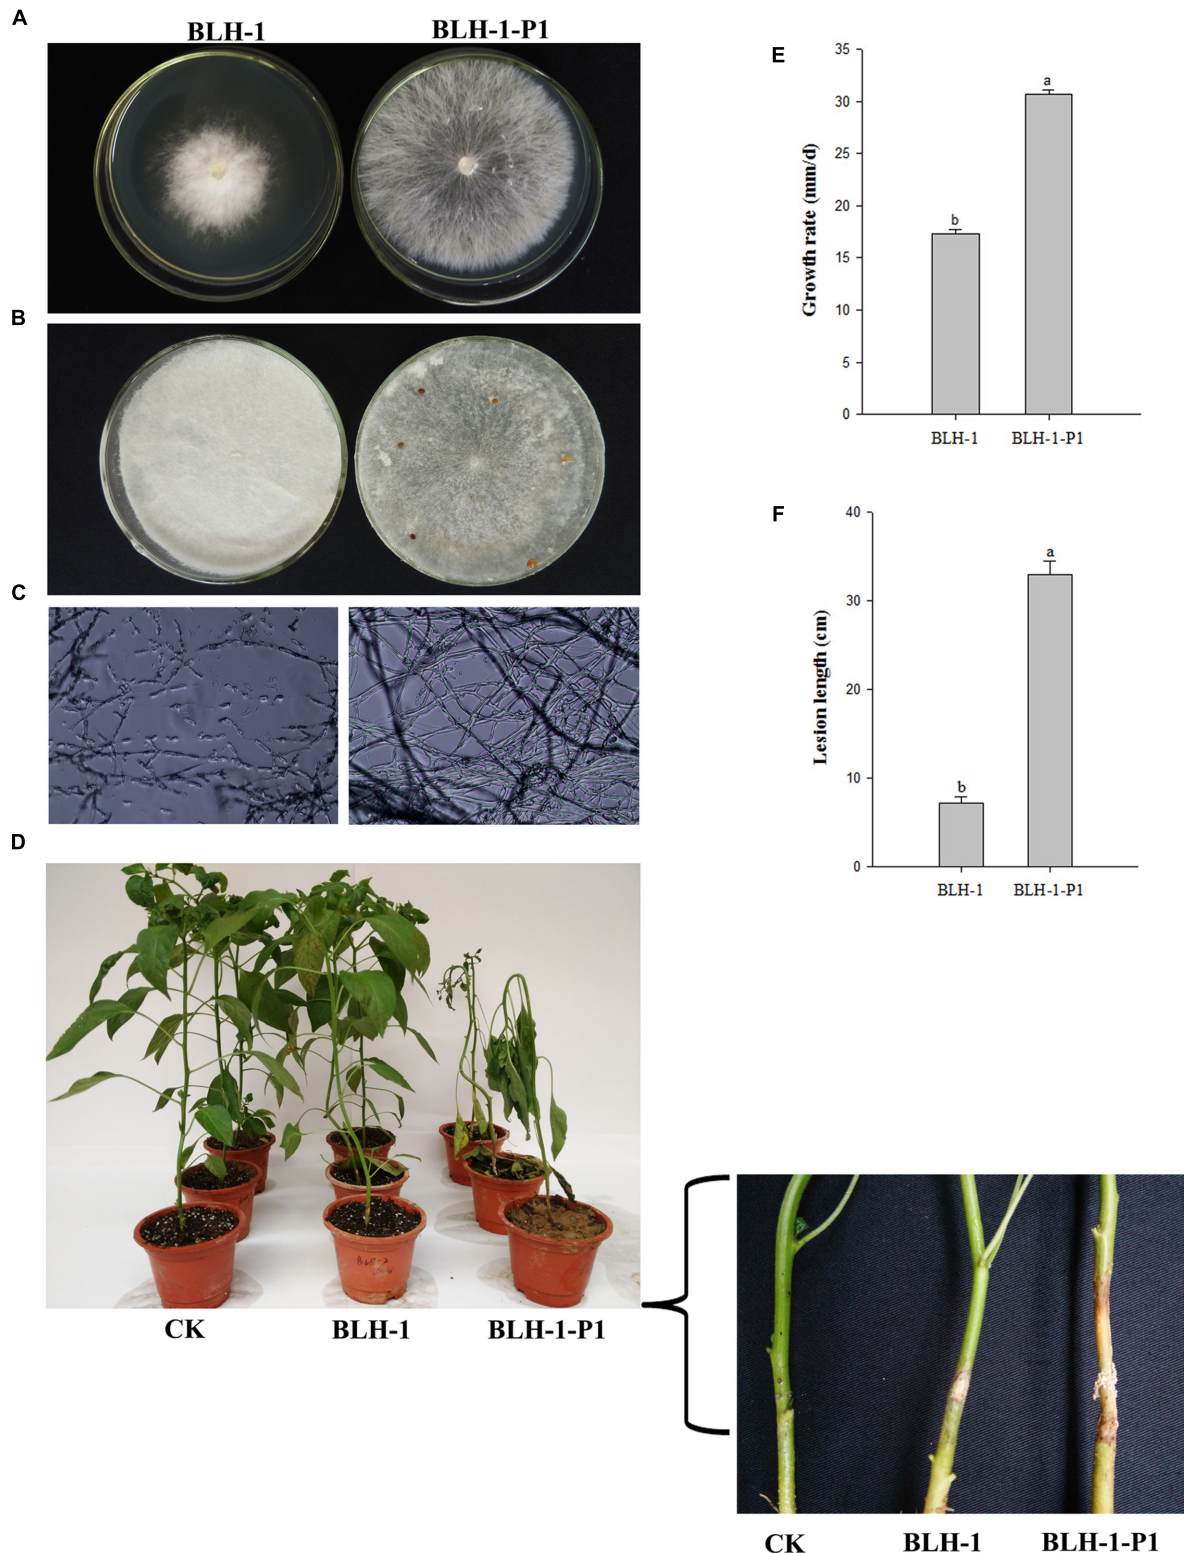 A
BLH-1 BLH-1-P1
B
C
D
CK BLH-1 BLH-1-P1
E
Growth rate (mm/d)
35
30
25
20
15
10
5
0
b
a
BLH-1 BLH-1-P1
F
Lesion length (cm)
40
30
20
10
0
b
a
BLH-1 BLH-1-P1
CK BLH-1 BLH-1-P1